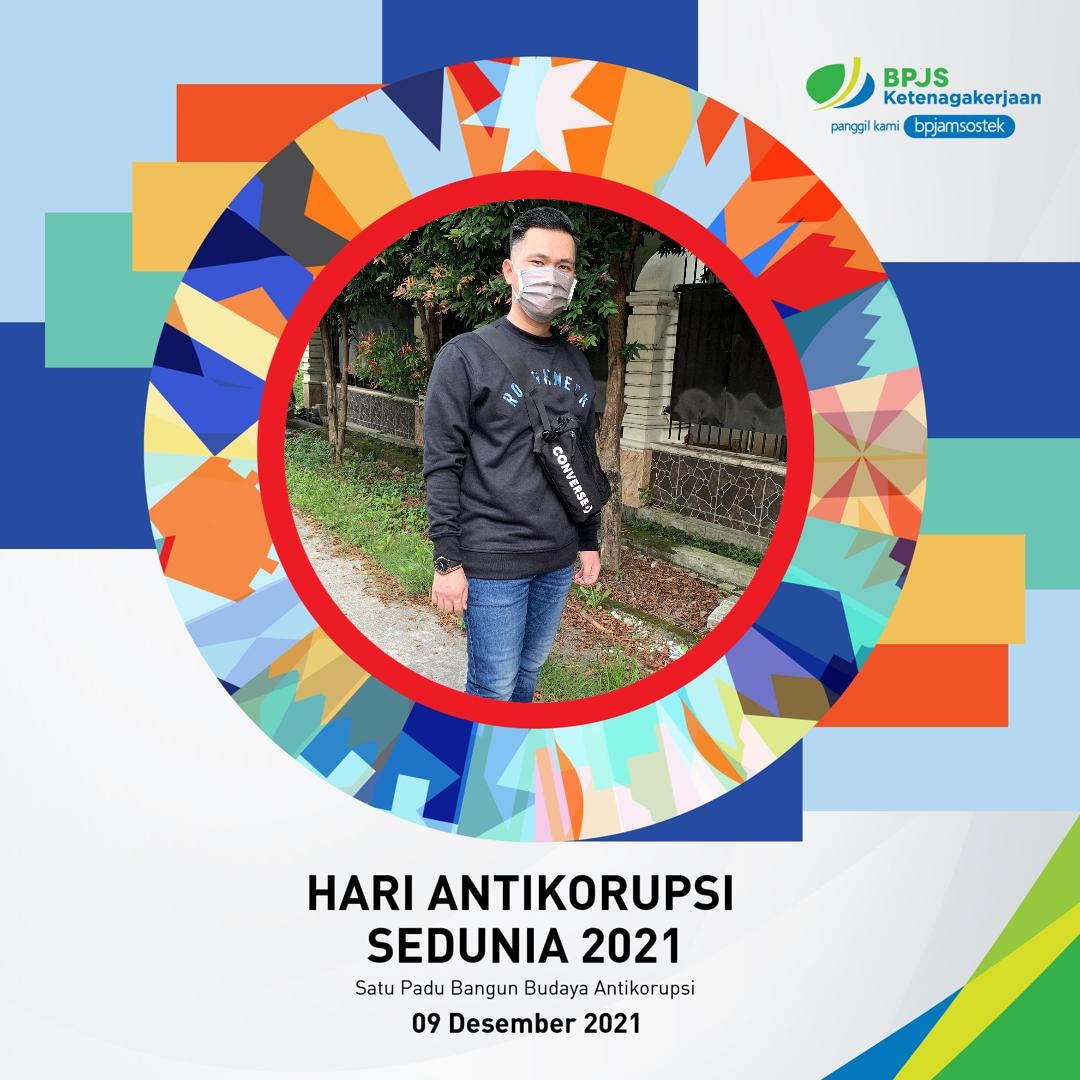 BPJS
Ketenagakerjaan
panggil kami bpjamsostek
CONVERSE
HARI ANTIKORUPSI
SEDUNIA 2021
Satu Padu Bangun Budaya Antikorupsi
09 Desember 2021